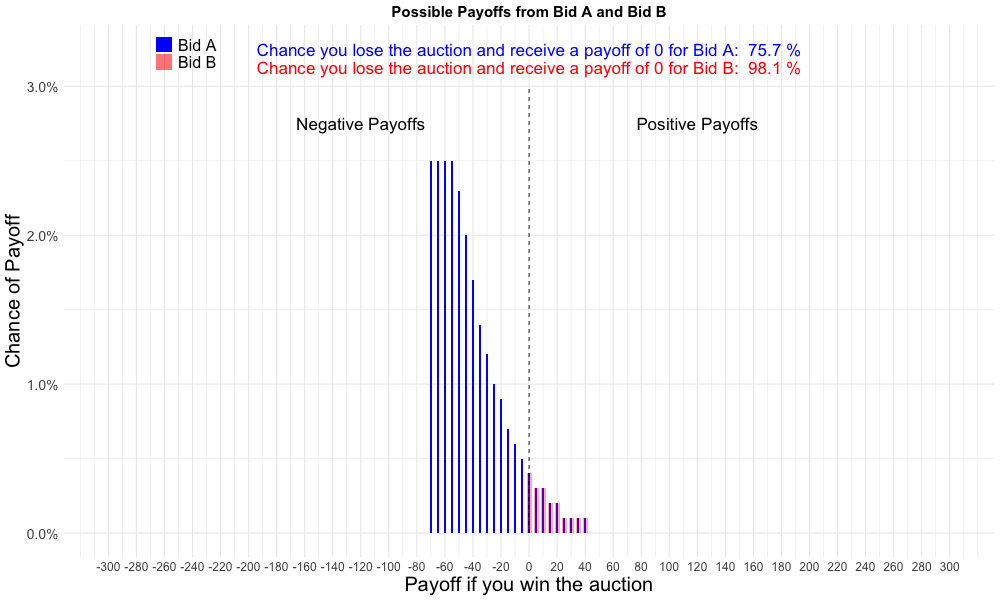 Possible Payoffs from Bid A and Bid B
Bid A
Bid B
Chance you lose the auction and receive a payoff of 0 for Bid A: 75.7 %
Chance you lose the auction and receive a payoff of 0 for Bid B: 98.1 %
Negative Payoffs
Positive Payoffs
Chance of Payoff
3.0%
2.0%
1.0%
0.0%
-300 -280 -260 -240 -220 -200 -180 -160 -140 -120 -100 -80 -60 -40 -20 0 20 40 60 80 100 120 140 160 180 200 220 240 260 280 300
Payoff if you win the auction